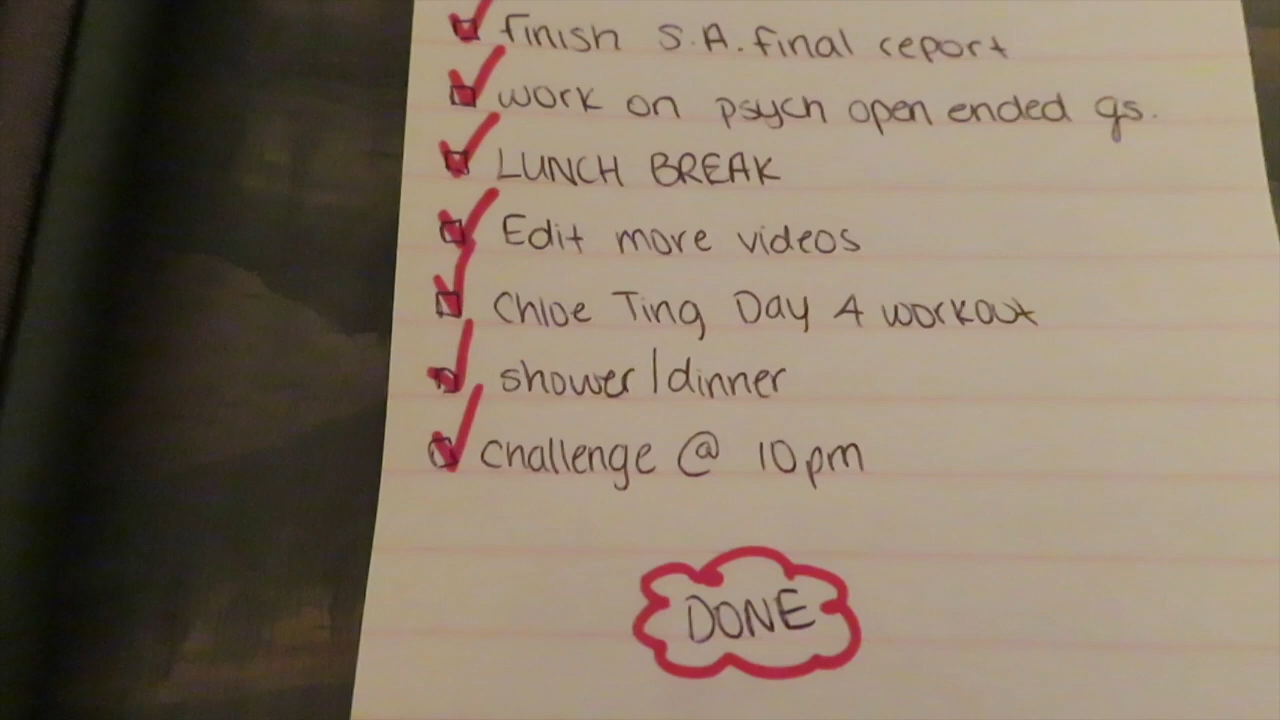 finish S.A. final report
work on psych open ended qs.
LUNCH BREAK
Edit more videos
Chloe Ting Day 4 workout
shower/dinner
challenge @ 10pm
DONE